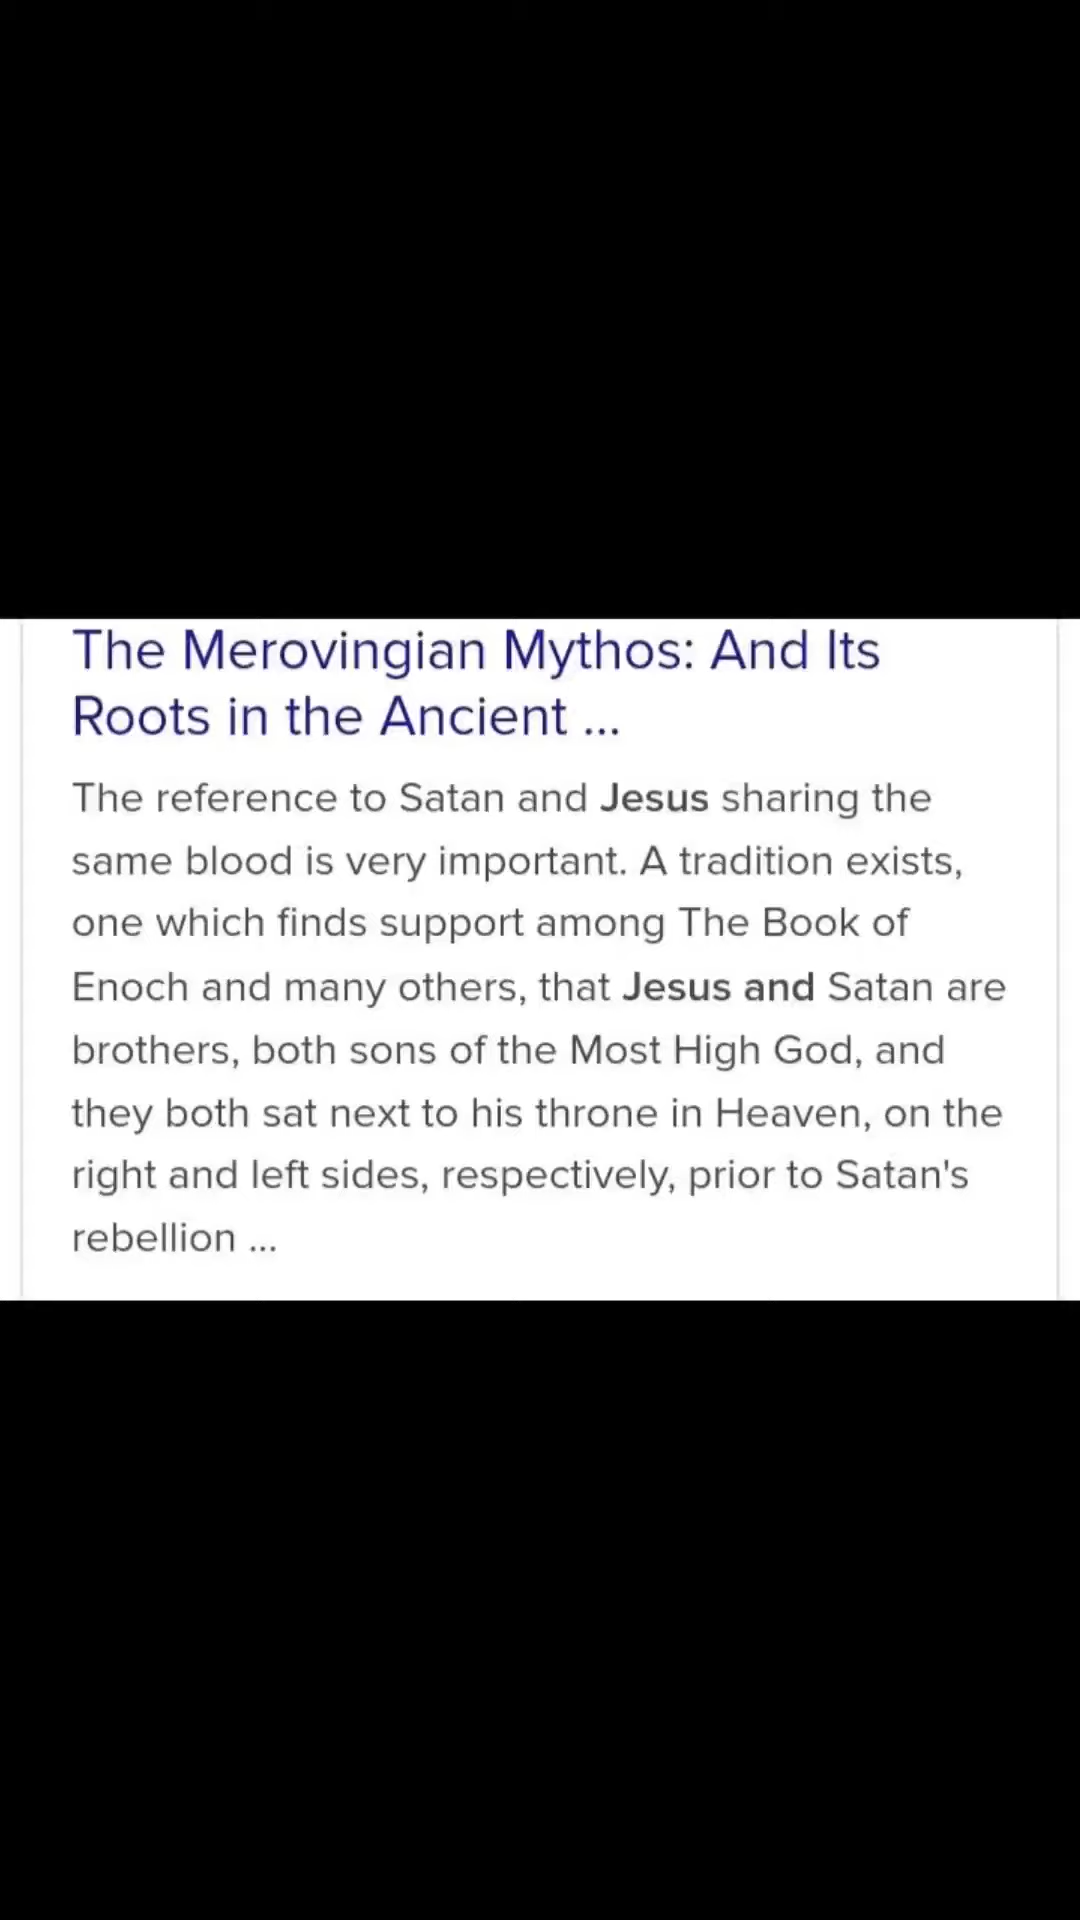 The Merovingian Mythos: And Its
Roots in the Ancient ...
The reference to Satan and Jesus sharing the
same blood is very important. A tradition exists,
one which finds support among The Book of
Enoch and many others, that Jesus and Satan are
brothers, both sons of the Most High God, and
they both sat next to his throne in Heaven, on the
right and left sides, respectively, prior to Satan's
rebellion ...